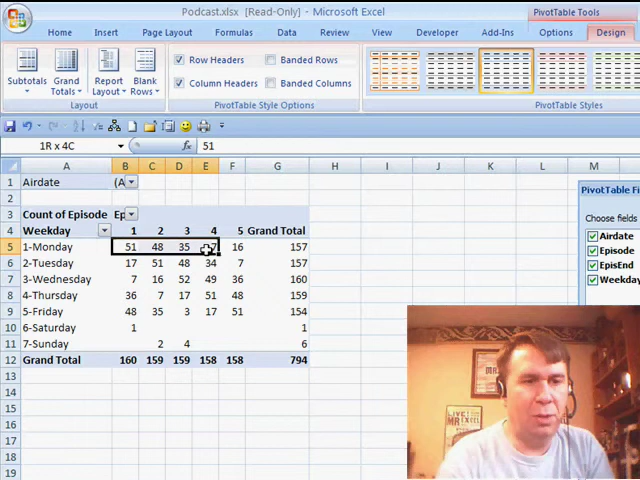 Podcast.xlsx [Read-Only] - Microsoft Excel
PivotTable Tools
Home Insert Page Layout Formulas Data Review View Developer Add-Ins Options Design
Subtotals Grand Totals Report Layout Blank Rows
Row Headers Banded Rows
Column Headers Banded Columns
Layout PivotTable Style Options PivotTable Styles
1R x 4C fx 51
A B C D E F G H I J K L M N
1 Airdate (A
2
3 Count of Episode Ep
4 Weekday 1 2 3 4 5 Grand Total
5 1-Monday 51 48 35 7 16 157
6 2-Tuesday 17 51 48 34 7 157
7 3-Wednesday 7 16 52 49 36 160
8 4-Thursday 36 7 17 51 48 159
9 5-Friday 48 35 3 17 51 154
10 6-Saturday 1 1
11 7-Sunday 2 4 6
12 Grand Total 160 159 159 158 158 794
13
14
15
16
17
18
19
PivotTable Fi
Choose fields
Airdate
Episode
EpisEnd
Weekday
LIVE!
MR
EXCEL